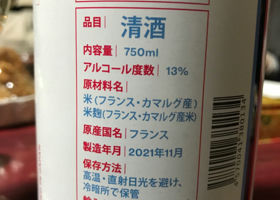 品目 清酒
内容量 750ml
アルコール度数 13%
原材料名
米(フランス・カマルグ産)
米麹(フランス・カマルグ産米)
原産国名 フランス
製造年月 2021年11月
保存方法
高温・直射日光を避け、
冷暗所で保管